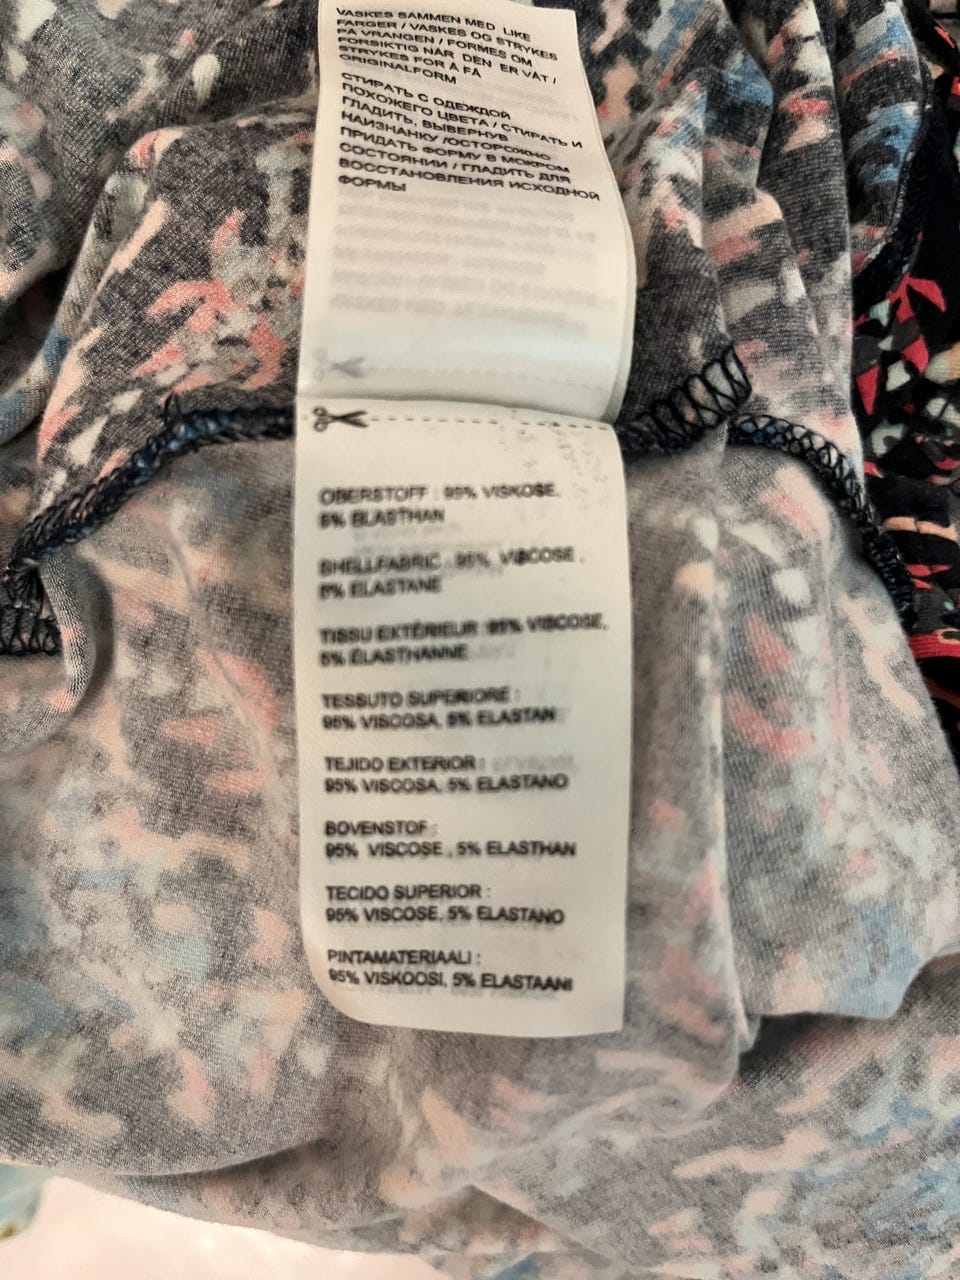 VASKES SAMMEN MED LIKE
FARGER / VASKES OG STRYKES
PÅ VRANGEN / FORMES OM
FORSIKTIG NÅR DEN ER VÅT /
STRYKES FOR Å FÅ
ORIGINALFORM
СТИРАТЬ С ОДЕЖДОЙ
ПОХОЖЕГО ЦВЕТА / СТИРАТЬ И
ГЛАДИТЬ, ВЫВЕРНУВ
НАИЗНАНКУ /ОСТОРОЖНО
ПРИДАТЬ ФОРМУ В МОКРОМ
СОСТОЯНИИ / ГЛАДИТЬ ДЛЯ
ВОССТАНОВЛЕНИЯ ИСХОДНОЙ
ФОРМЫ
OBERSTOFF : 95% VISKOSE,
5% ELASTHAN
SHELLFABRIC : 95% VISCOSE ,
5% ELASTANE
TISSU EXTÉRIEUR :95% VISCOSE,
5% ÉLASTHANNE
TESSUTO SUPERIORE :
95% VISCOSA, 5% ELASTAN
TEJIDO EXTERIOR :
95% VISCOSA, 5% ELASTANO
BOVENSTOF :
95% VISCOSE , 5% ELASTHAN
TECIDO SUPERIOR :
95% VISCOSE, 5% ELASTANO
PINTAMATERIAALI :
95% VISKOOSI, 5% ELASTAANI